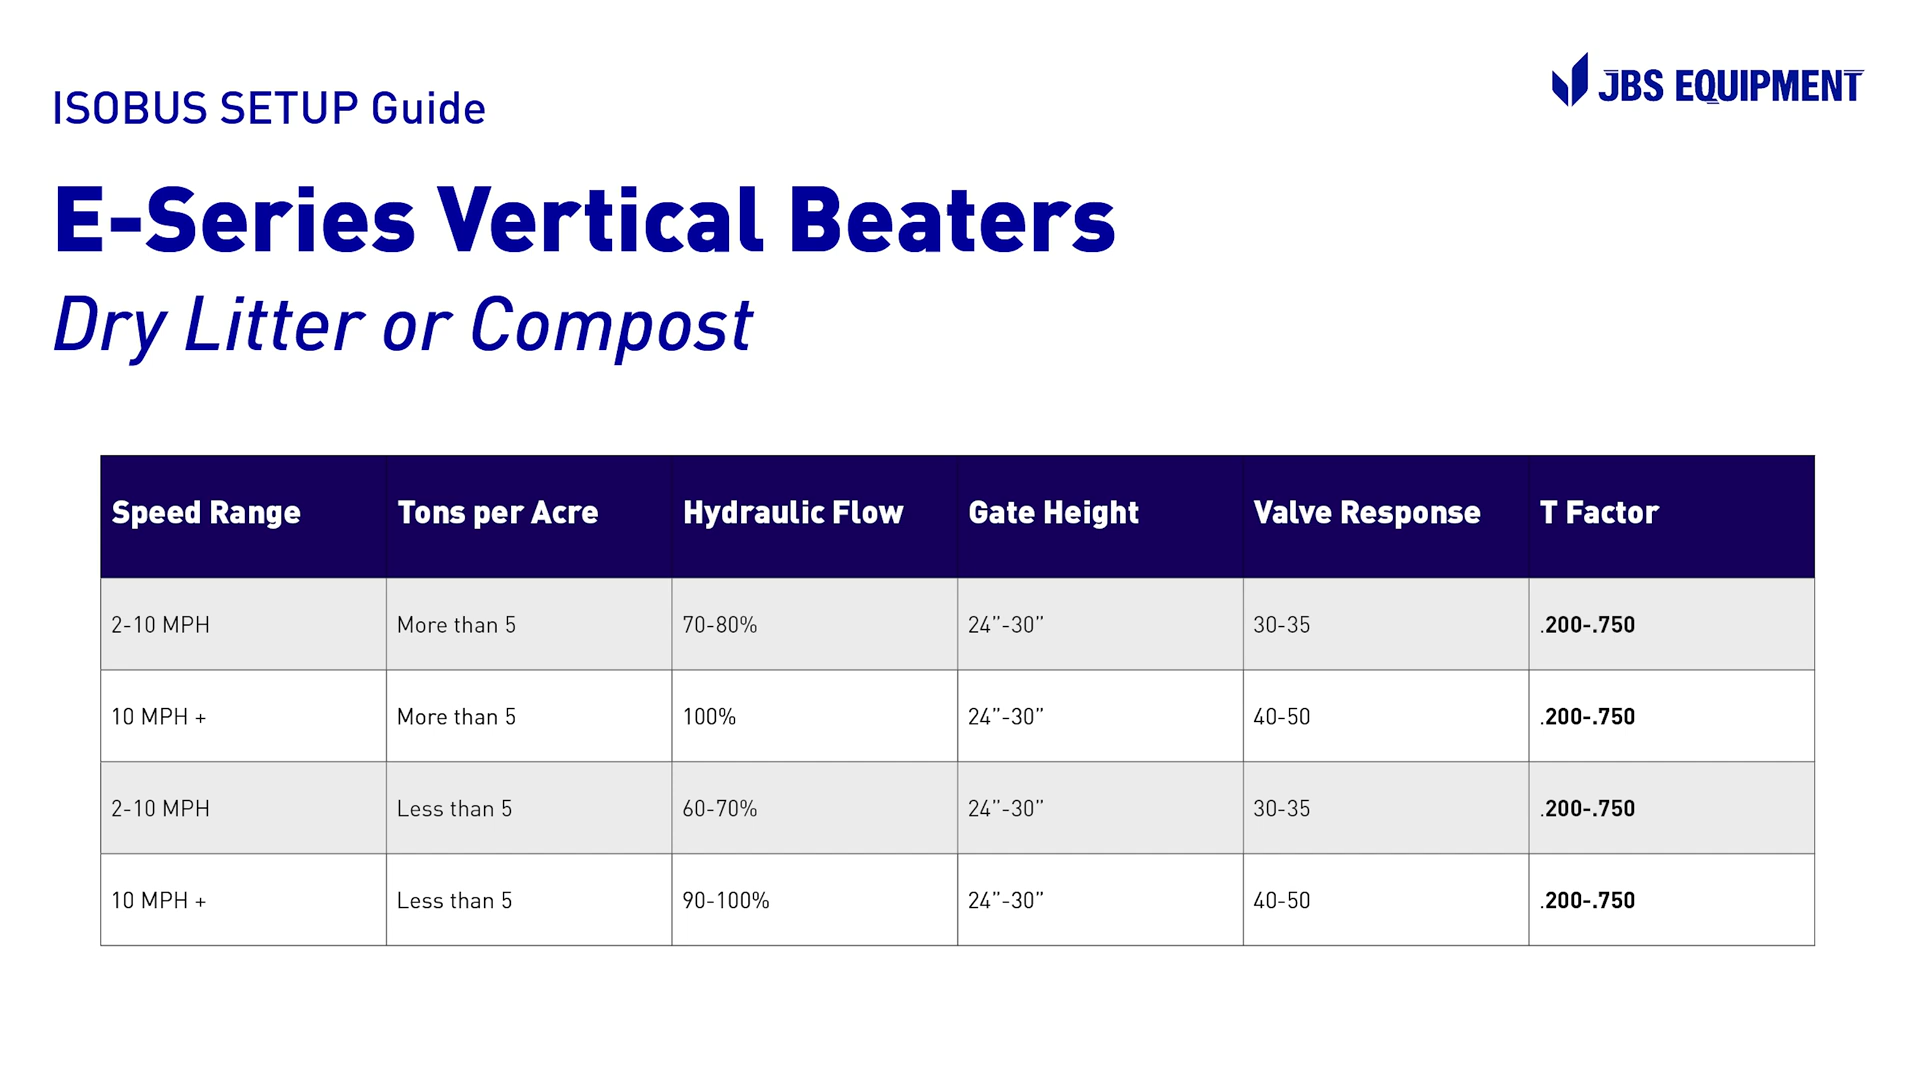 ISOBUS SETUP Guide
JBS EQUIPMENT
E-Series Vertical Beaters
Dry Litter or Compost
Speed Range Tons per Acre Hydraulic Flow Gate Height Valve Response T Factor
2-10 MPH More than 5 70-80% 24”-30” 30-35 .200-.750
10 MPH + More than 5 100% 24”-30” 40-50 .200-.750
2-10 MPH Less than 5 60-70% 24”-30” 30-35 .200-.750
10 MPH + Less than 5 90-100% 24”-30” 40-50 .200-.750